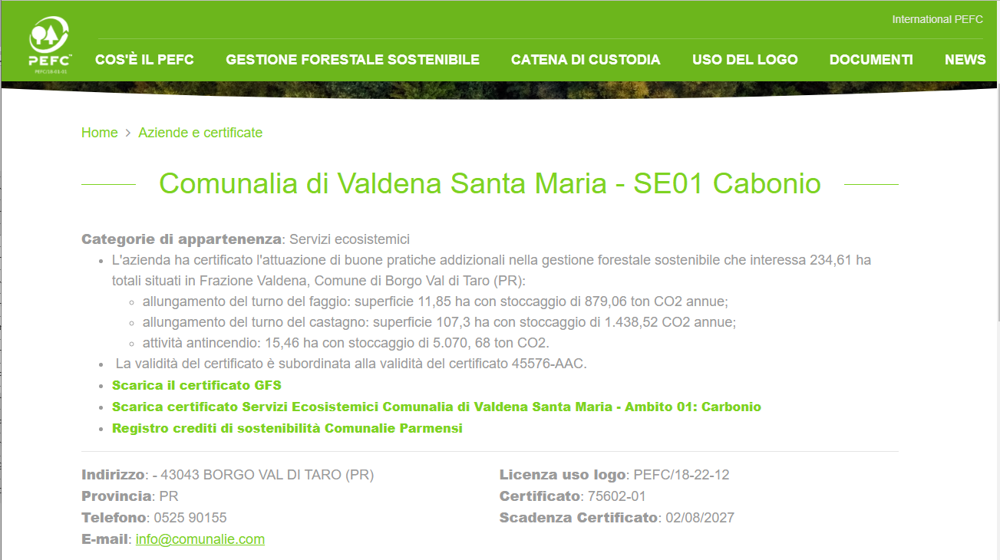 International PEFC
PEFC™
PEFC/18-01-01
COS'È IL PEFC GESTIONE FORESTALE SOSTENIBILE CATENA DI CUSTODIA USO DEL LOGO DOCUMENTI NEWS
Home > Aziende e certificate
Comunalia di Valdena Santa Maria - SE01 Cabonio
Categorie di appartenenza: Servizi ecosistemici
• L'azienda ha certificato l'attuazione di buone pratiche addizionali nella gestione forestale sostenibile che interessa 234,61 ha
totali situati in Frazione Valdena, Comune di Borgo Val di Taro (PR):
◦ allungamento del turno del faggio: superficie 11,85 ha con stoccaggio di 879,06 ton CO2 annue;
◦ allungamento del turno del castagno: superficie 107,3 ha con stoccaggio di 1.438,52 CO2 annue;
◦ attività antincendio: 15,46 ha con stoccaggio di 5.070, 68 ton CO2.
• La validità del certificato è subordinata alla validità del certificato 45576-AAC.
• Scarica il certificato GFS
• Scarica certificato Servizi Ecosistemici Comunalia di Valdena Santa Maria - Ambito 01: Carbonio
• Registro crediti di sostenibilità Comunalie Parmensi
Indirizzo: - 43043 BORGO VAL DI TARO (PR)
Provincia: PR
Telefono: 0525 90155
E-mail: info@comunalie.com
Licenza uso logo: PEFC/18-22-12
Certificato: 75602-01
Scadenza Certificato: 02/08/2027